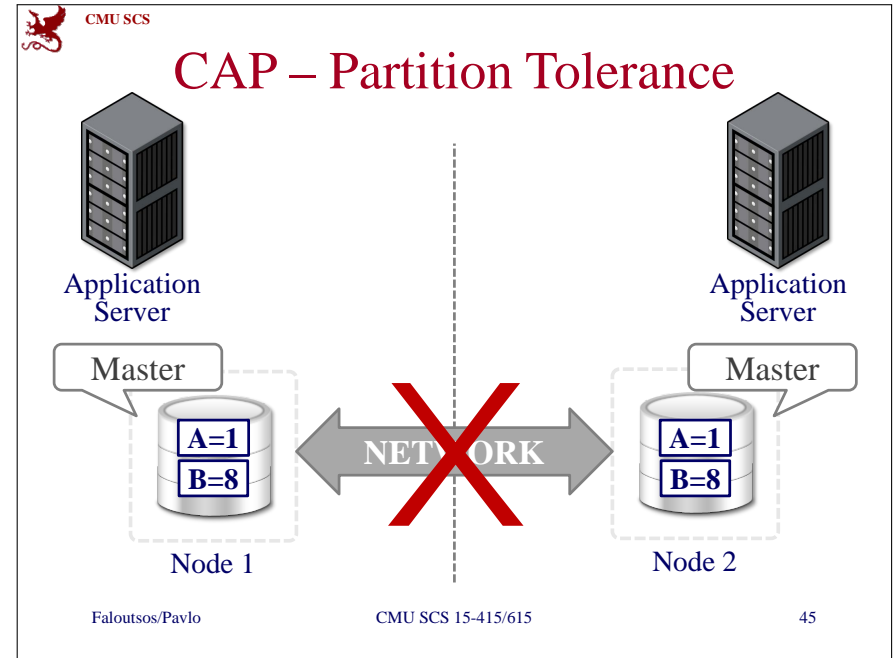 CMU SCS
CAP – Partition Tolerance
Application
Server
Application
Server
Master
Master
A=1
B=8
NETWORK
A=1
B=8
Node 1
Node 2
Faloutsos/Pavlo
CMU SCS 15-415/615
45